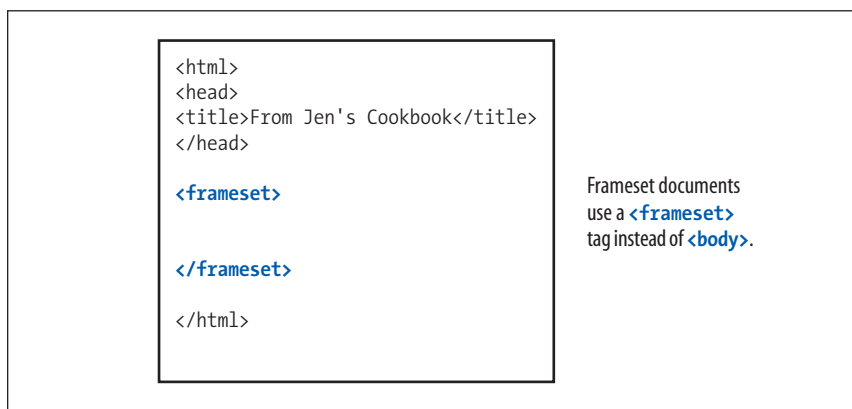 <html>
<head>
<title>From Jen's Cookbook</title>
</head>
<frameset>
</frameset>
</html>
Frameset documents
use a <frameset>
tag instead of <body>.